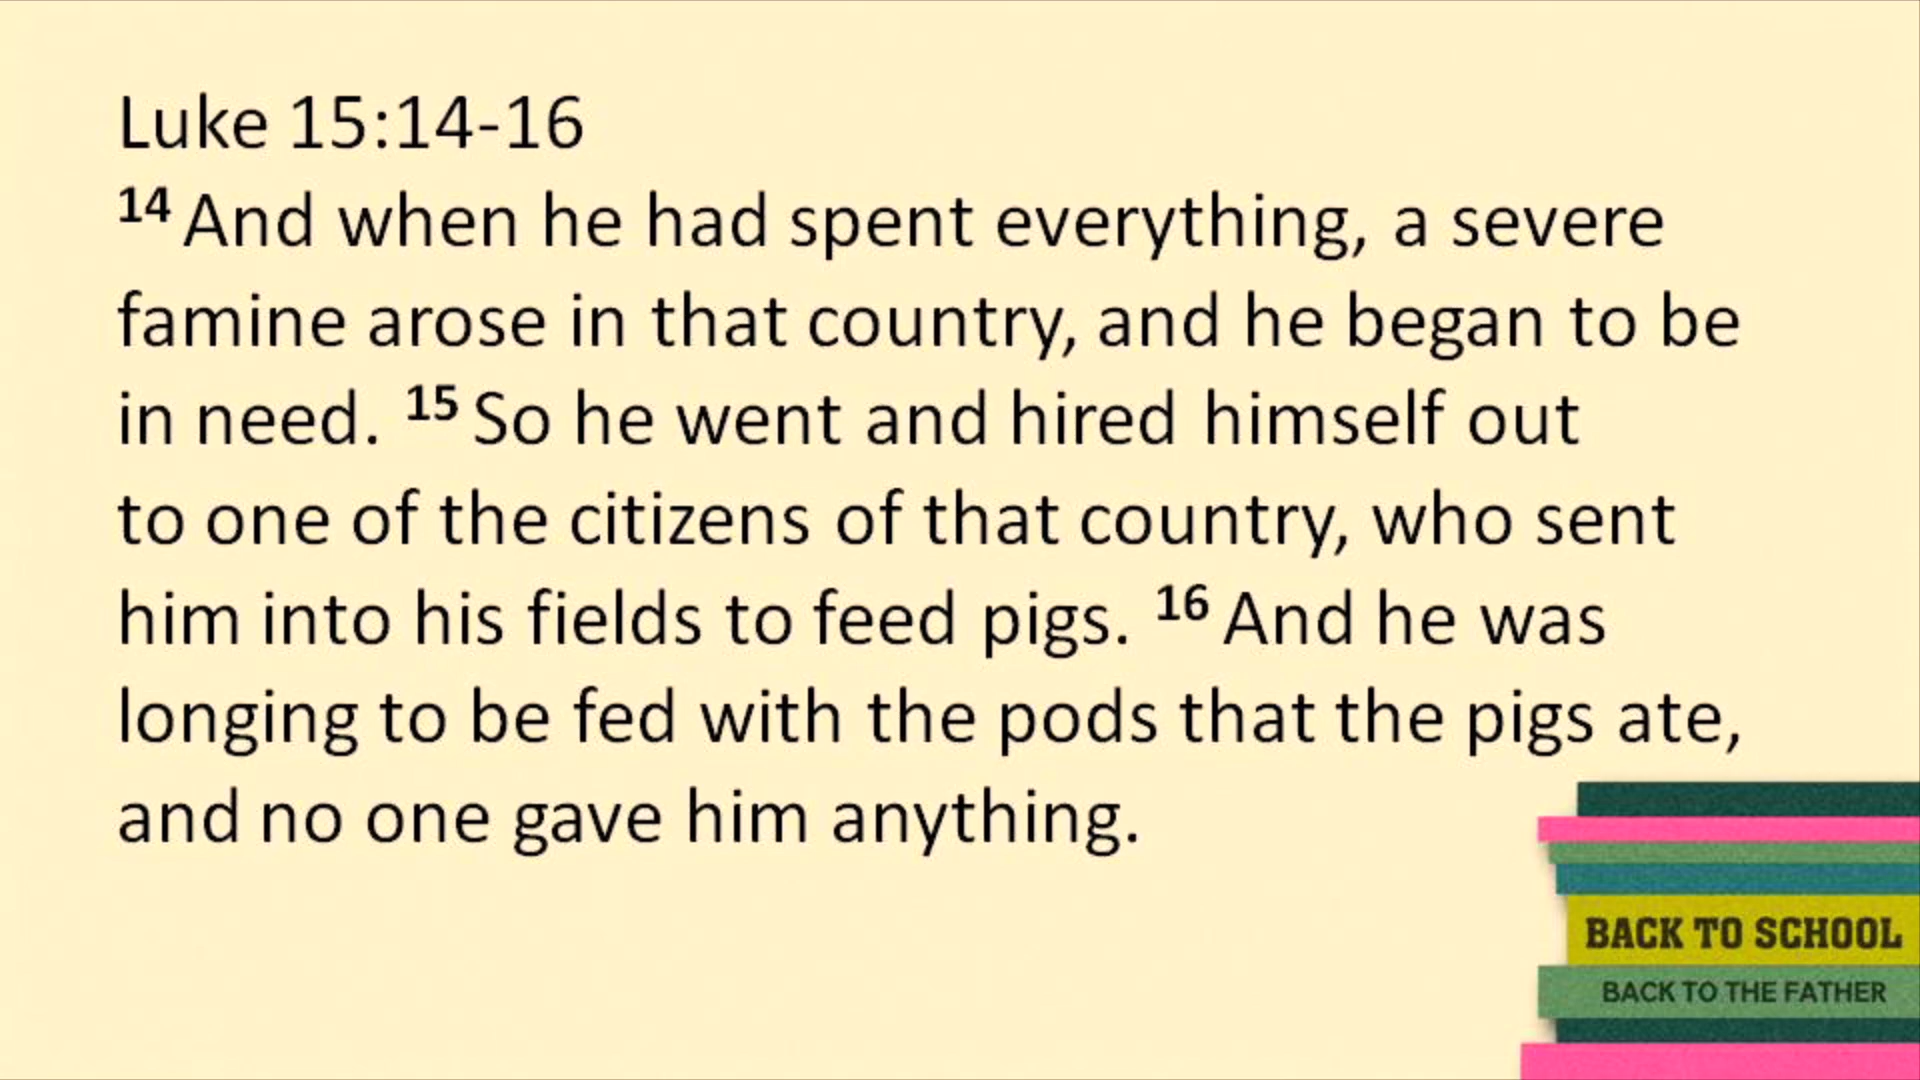 Luke 15:14-16
14 And when he had spent everything, a severe
famine arose in that country, and he began to be
in need. 15 So he went and hired himself out
to one of the citizens of that country, who sent
him into his fields to feed pigs. 16 And he was
longing to be fed with the pods that the pigs ate,
and no one gave him anything.
BACK TO SCHOOL
BACK TO THE FATHER